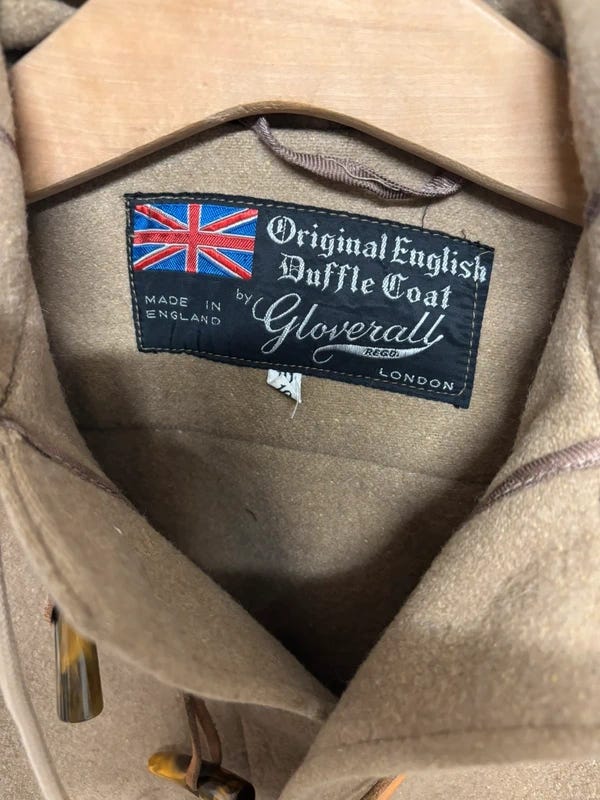 Original English
Duffle Coat
by Gloverall
REGD.
MADE IN
ENGLAND
LONDON